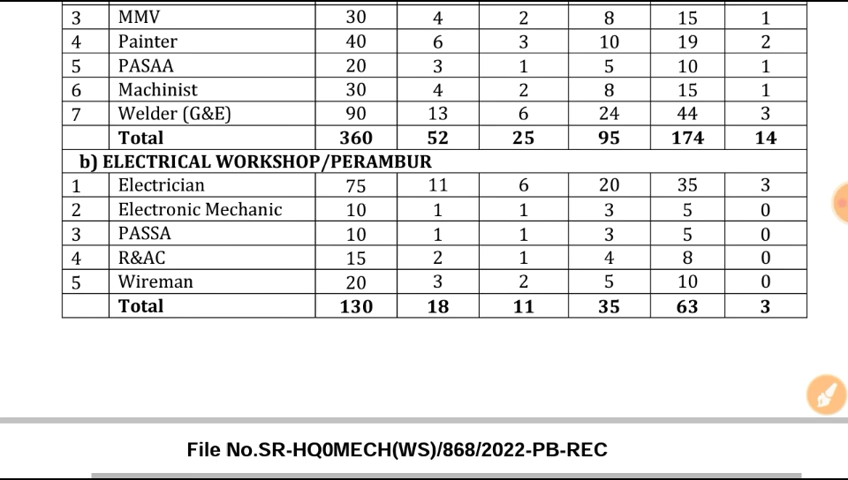 3 MMV 30 4 2 8 15 1
4 Painter 40 6 3 10 19 2
5 PASAA 20 3 1 5 10 1
6 Machinist 30 4 2 8 15 1
7 Welder (G&E) 90 13 6 24 44 3
Total 360 52 25 95 174 14
b) ELECTRICAL WORKSHOP/PERAMBUR
1 Electrician 75 11 6 20 35 3
2 Electronic Mechanic 10 1 1 3 5 0
3 PASSA 10 1 1 3 5 0
4 R&AC 15 2 1 4 8 0
5 Wireman 20 3 2 5 10 0
Total 130 18 11 35 63 3
File No.SR-HQ0MECH(WS)/868/2022-PB-REC